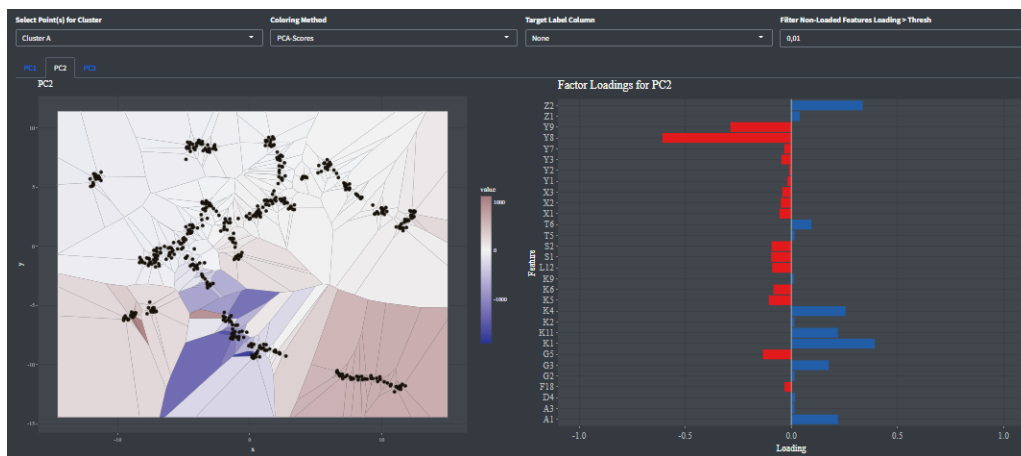 Select Point(s) for Cluster
Coloring Method
Target Label Column
Filter Non-Loaded Features Loading > Thresh
Cluster A
PCA-Scores
None
0,01
PC1
PC2
PC3
PC2
Factor Loadings for PC2
10
5
0
-5
-10
-15
y
-10
0
10
x
value
1000
0
-1000
Feature
Z2
Z1
Y9
Y8
Y7
Y3
Y2
Y1
X3
X2
X1
T6
T5
S2
S1
L12
K9
K6
K5
K4
K2
K11
K1
G5
G3
G2
F18
D4
A3
A1
-1.0
-0.5
0.0
0.5
1.0
Loading